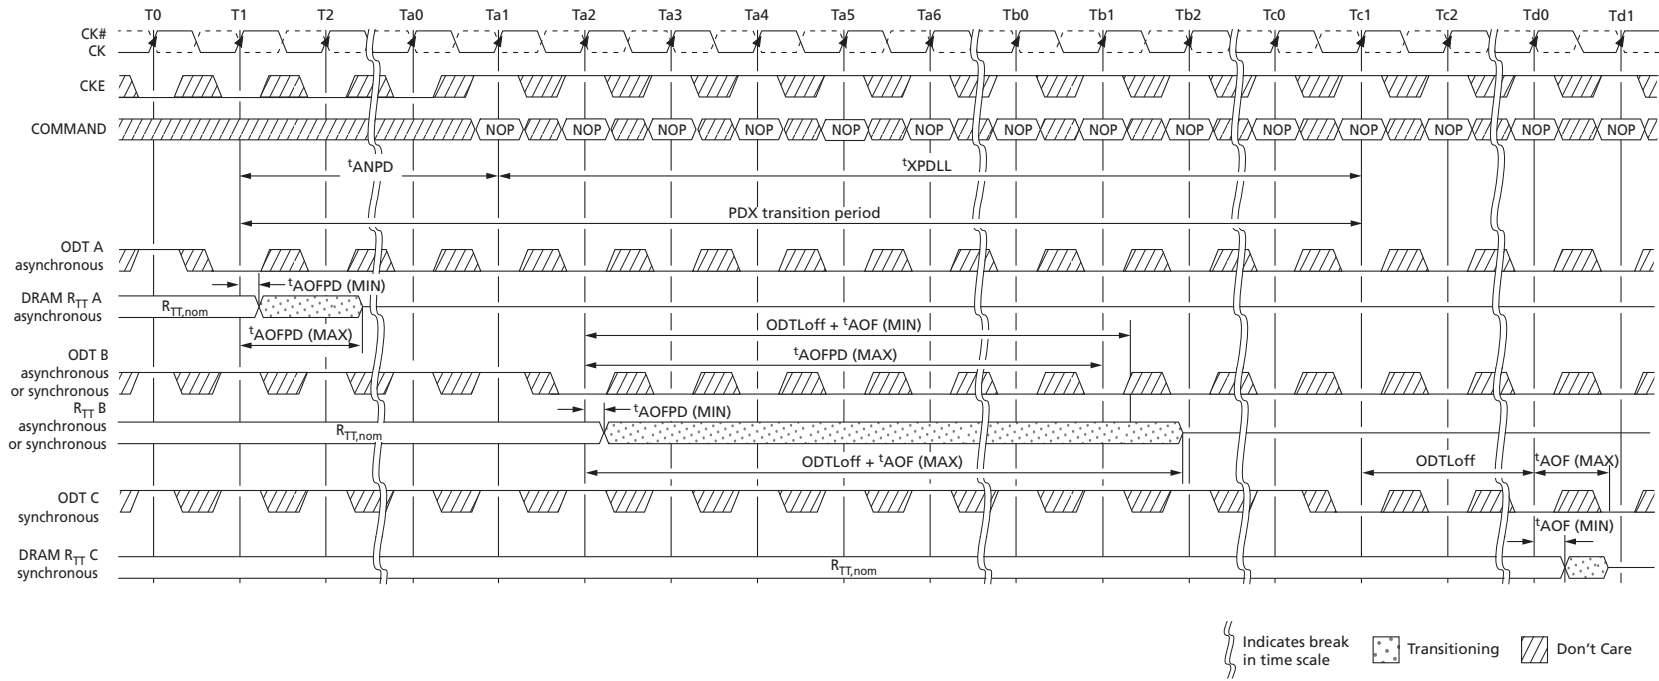 T0 T1 T2 Ta0 Ta1 Ta2 Ta3 Ta4 Ta5 Ta6 Tb0 Tb1 Tb2 Tc0 Tc1 Tc2 Td0 Td1
CK#
CK
CKE
COMMAND NOP NOP NOP NOP NOP NOP NOP NOP NOP NOP NOP NOP NOP NOP
tANPD tXPDLL
PDX transition period
ODT A
asynchronous
tAOFPD (MIN)
DRAM RTT A
asynchronous
RTT,nom
tAOFPD (MAX)
ODTLoff + tAOF (MIN)
tAOFPD (MAX)
ODT B
asynchronous
or synchronous
tAOFPD (MIN)
RTT B
asynchronous
or synchronous
RTT,nom
ODTLoff + tAOF (MAX)
ODTLoff tAOF (MAX)
ODT C
synchronous
tAOF (MIN)
DRAM RTT C
synchronous
RTT,nom
Indicates break
in time scale
Transitioning
Don't Care